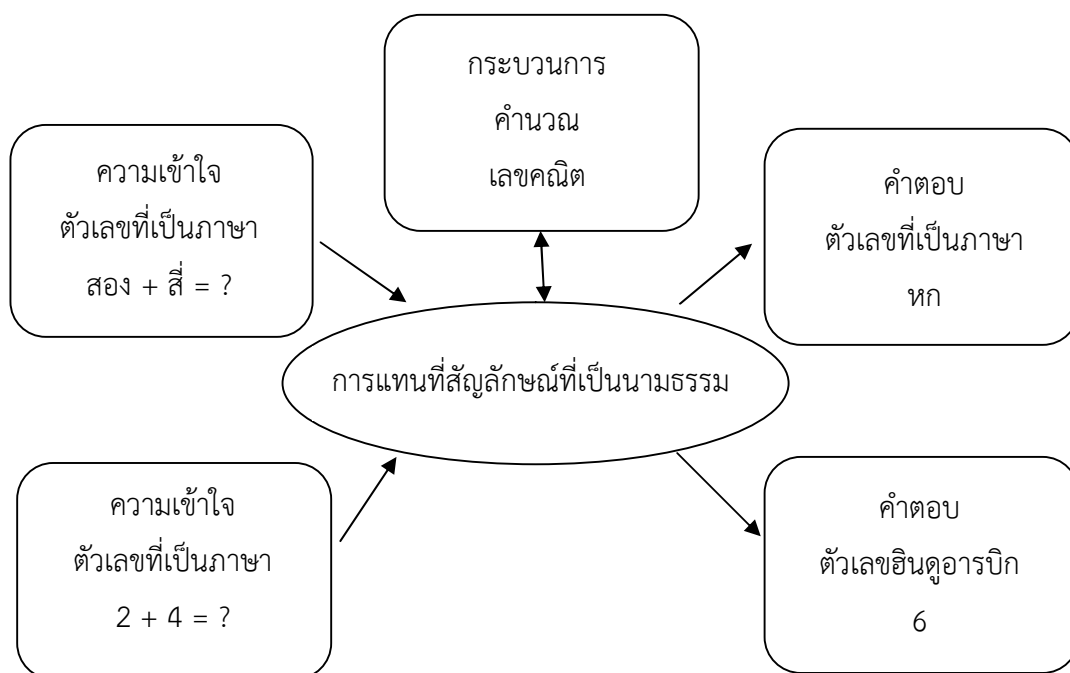 กระบวนการ
คำนวณ
เลขคณิต
ความเข้าใจ
ตัวเลขที่เป็นภาษา
สอง + สี่ = ?
คำตอบ
ตัวเลขที่เป็นภาษา
หก
การแทนที่สัญลักษณ์ที่เป็นนามธรรม
ความเข้าใจ
ตัวเลขที่เป็นภาษา
2 + 4 = ?
คำตอบ
ตัวเลขฮินดูอารบิก
6